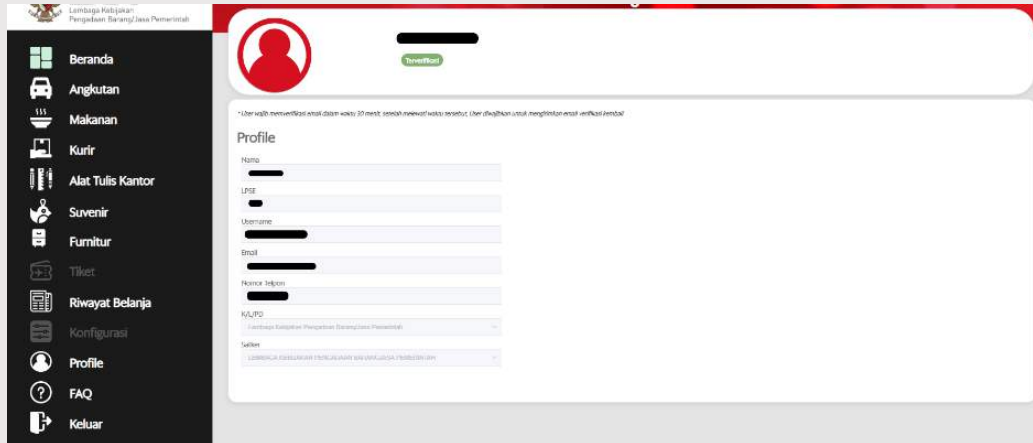 Lembaga Kebijakan
Pengadaan Barang/Jasa Pemerintah
Beranda
Angkutan
Makanan
Kurir
Alat Tulis Kantor
Suvenir
Furnitur
Tiket
Riwayat Belanja
Konfigurasi
Profile
FAQ
Keluar
Terverifikasi
* User wajib memverifikasi email dalam waktu 30 menit, setelah melewati waktu tersebut, User diwajibkan untuk mengirimkan email verifikasi kembali
Profile
Nama
LPSE
Username
Email
Nomor Telpon
K/L/PD
Lembaga Kebijakan Pengadaan Barang/Jasa Pemerintah
Satker
LEMBAGA KEBIJAKAN PENGADAAN BARANG/JASA PEMERINTAH